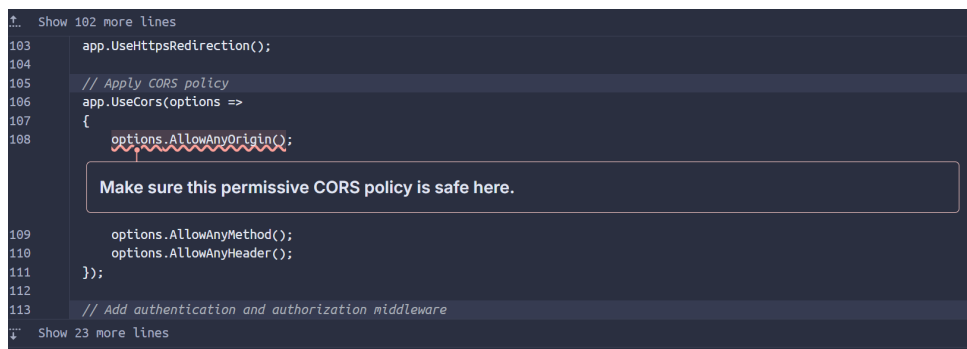 Show 102 more lines
103 app.UseHttpsRedirection();
104
105 // Apply CORS policy
106 app.UseCors(options =>
107 {
108 options.AllowAnyOrigin();
Make sure this permissive CORS policy is safe here.
109 options.AllowAnyMethod();
110 options.AllowAnyHeader();
111 });
112
113 // Add authentication and authorization middleware
Show 23 more lines